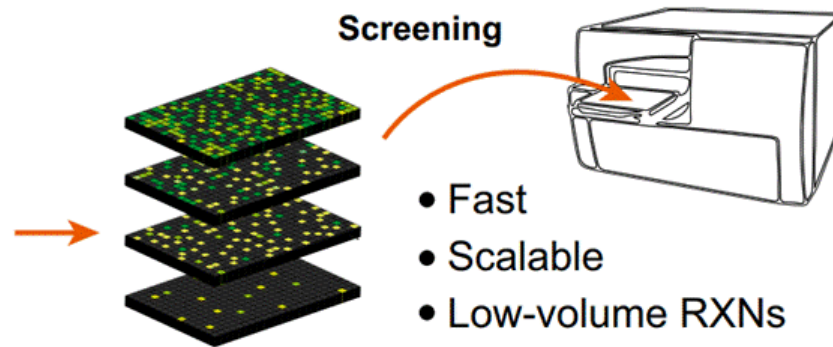 Screening
• Fast
• Scalable
• Low-volume RXNs